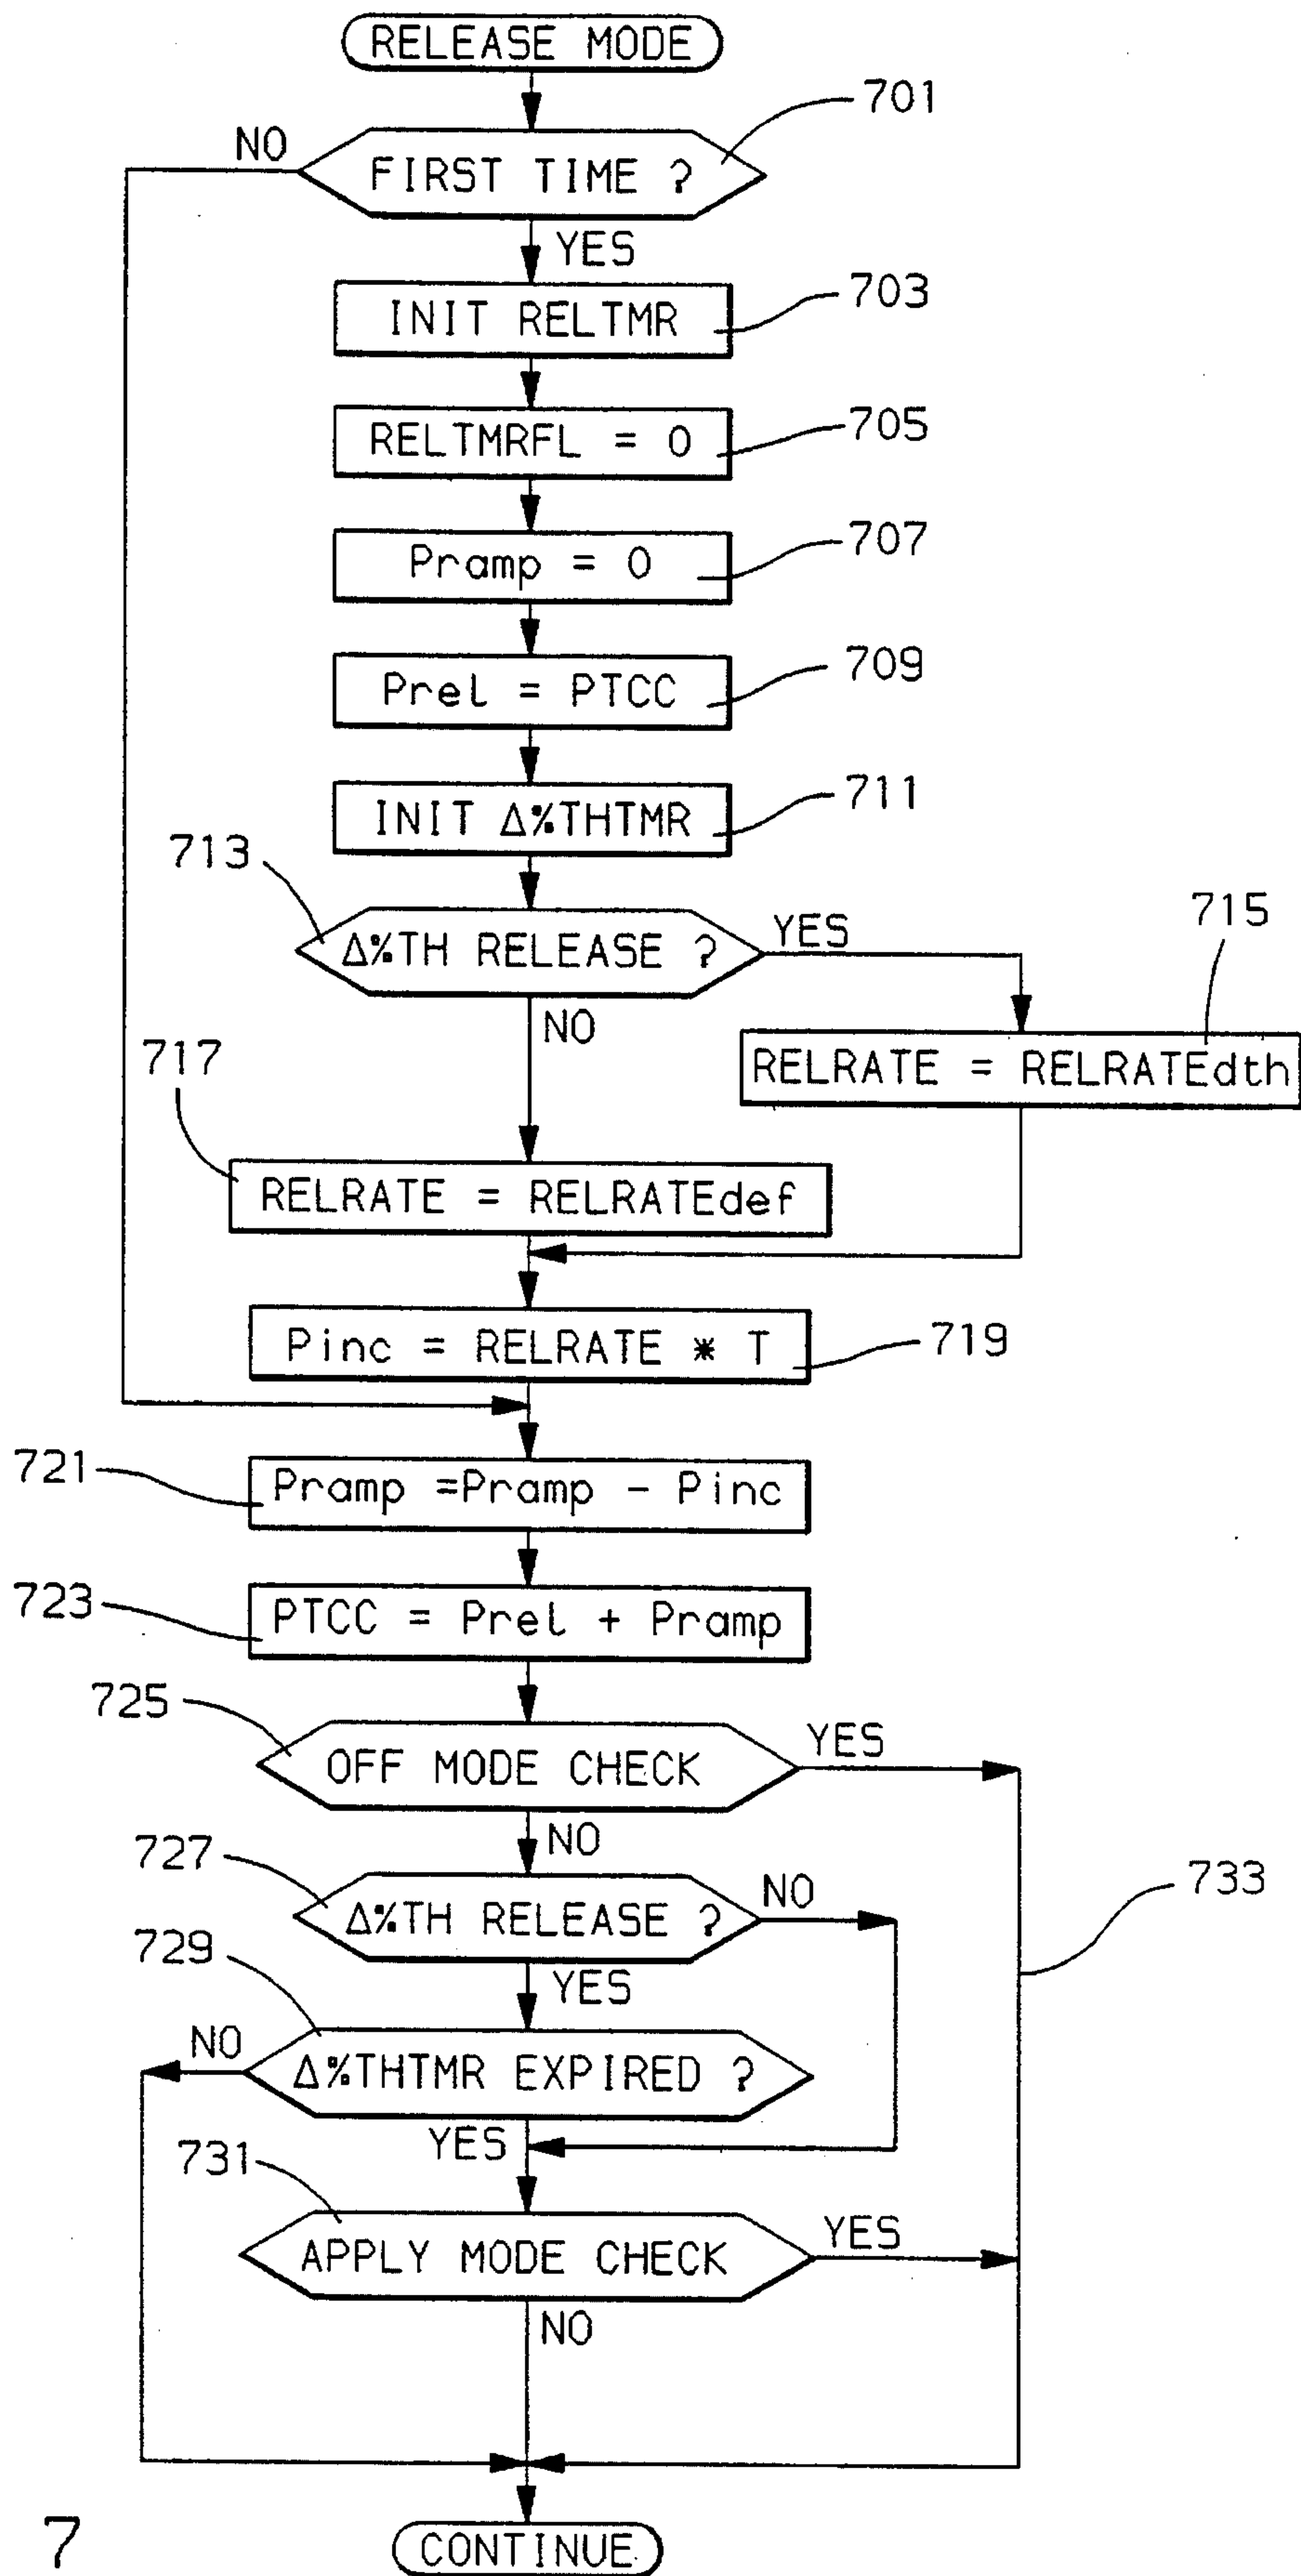 RELEASE MODE
701
NO
FIRST TIME ?
YES
703
INIT RELTMR
705
RELTMRFL = 0
707
Pramp = 0
709
Prel = PTCC
711
INIT Δ%THTMR
713
Δ%TH RELEASE ?
YES
715
NO
RELRATE = RELRATEdth
717
RELRATE = RELRATEdef
Pinc = RELRATE * T
719
721
Pramp =Pramp - Pinc
723
PTCC = Prel + Pramp
725
OFF MODE CHECK
YES
NO
727
Δ%TH RELEASE ?
NO
733
729
YES
NO
Δ%THTMR EXPIRED ?
YES
731
APPLY MODE CHECK
YES
NO
7
CONTINUE